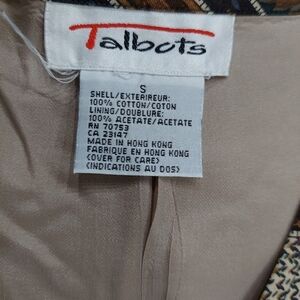 Talbots
S
SHELL/EXTERIEUR:
100% COTTON/COTON
LINING/DOUBLURE:
100% ACETATE/ACETATE
RN 70753
CA 23147
MADE IN HONG KONG
FABRIQUE EN HONG KONG
(OVER FOR CARE)
(INDICATIONS AU DOS)